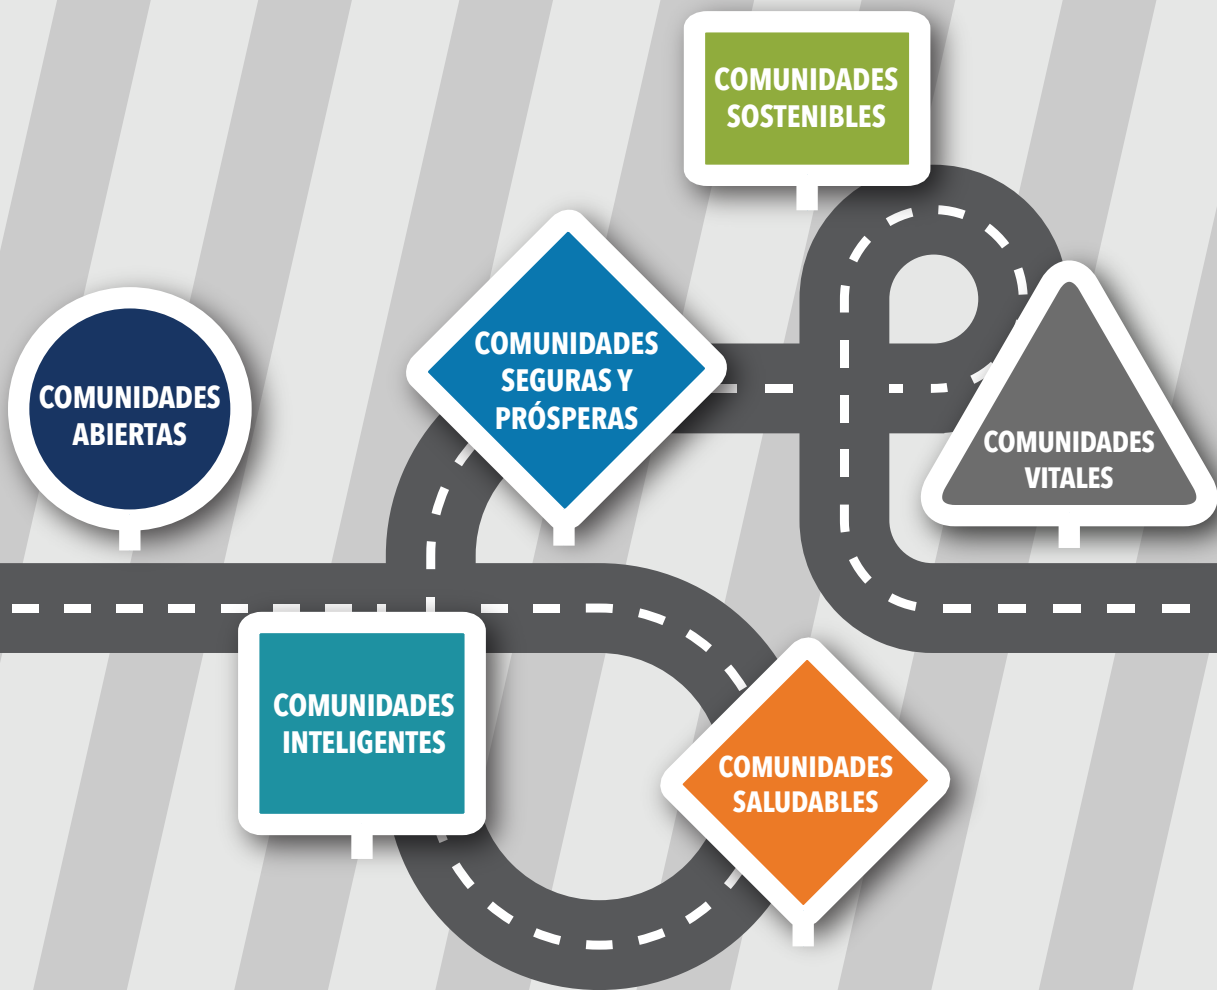 COMUNIDADES
SOSTENIBLES
COMUNIDADES
SEGURAS Y
PRÓSPERAS
COMUNIDADES
ABIERTAS
COMUNIDADES
VITALES
COMUNIDADES
INTELIGENTES
COMUNIDADES
SALUDABLES